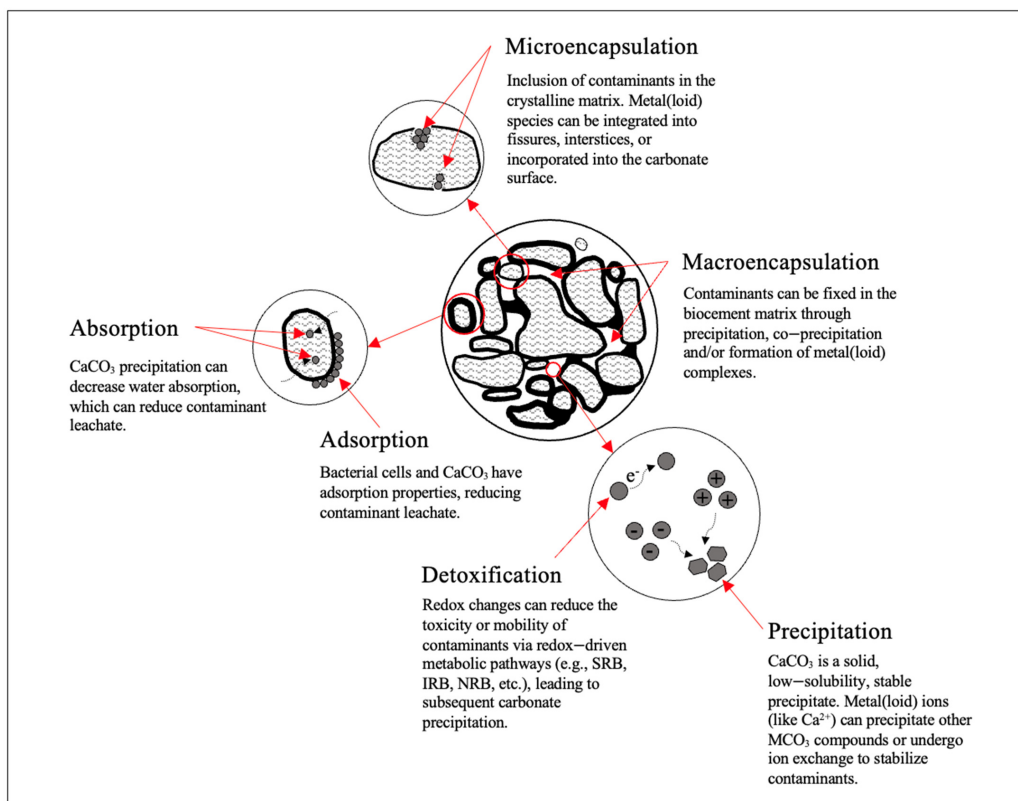 Microencapsulation
Inclusion of contaminants in the
crystalline matrix. Metal(loid)
species can be integrated into
fissures, interstices, or
incorporated into the carbonate
surface.
Macroencapsulation
Contaminants can be fixed in the
biocement matrix through
precipitation, co−precipitation
and/or formation of metal(loid)
complexes.
Absorption
CaCO₃ precipitation can
decrease water absorption,
which can reduce contaminant
leachate.
Adsorption
Bacterial cells and CaCO₃ have
adsorption properties, reducing
contaminant leachate.
e⁻
+
+ +
- -
-
Detoxification
Redox changes can reduce the
toxicity or mobility of
contaminants via redox−driven
metabolic pathways (e.g., SRB,
IRB, NRB, etc.), leading to
subsequent carbonate
precipitation.
Precipitation
CaCO₃ is a solid,
low−solubility, stable
precipitate. Metal(loid) ions
(like Ca²⁺) can precipitate other
MCO₃ compounds or undergo
ion exchange to stabilize
contaminants.